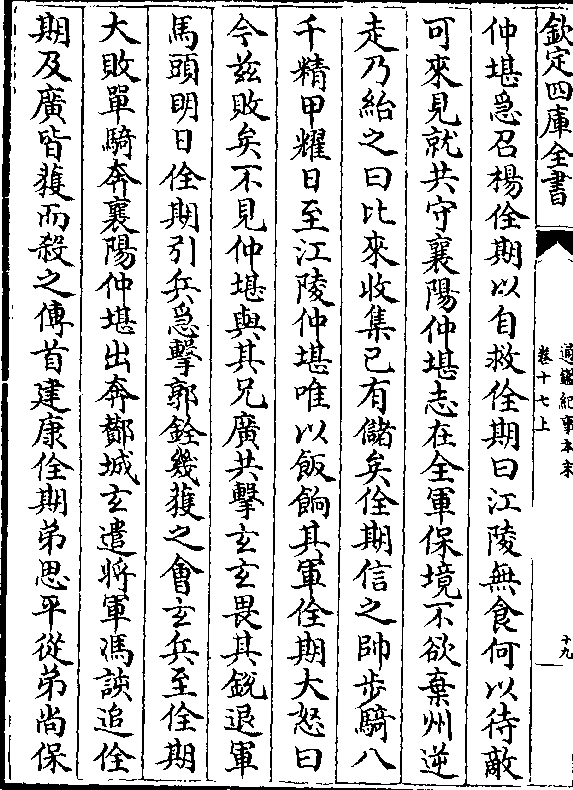 欽定四庫全書
通鑑紀事本末
卷十七上
十九
仲堪急召楊佺期以自救佺期曰江陵無食何以待敵
可來見就共守襄陽仲堪志在全軍保境不欲棄州逆
走乃紿之曰比來收集已有儲矣佺期信之帥步騎八
千精甲耀日至江陵仲堪唯以飯餉其軍佺期大怒曰
今兹敗矣不見仲堪與其兄廣共擊玄玄畏其銳退軍
馬頭明日佺期引兵急擊郭銓幾獲之會玄兵至佺期
大敗單騎奔襄陽仲堪出奔酇城玄遣將軍馮該追佺
期及廣皆獲而殺之傳首建康佺期弟思平從弟尚保